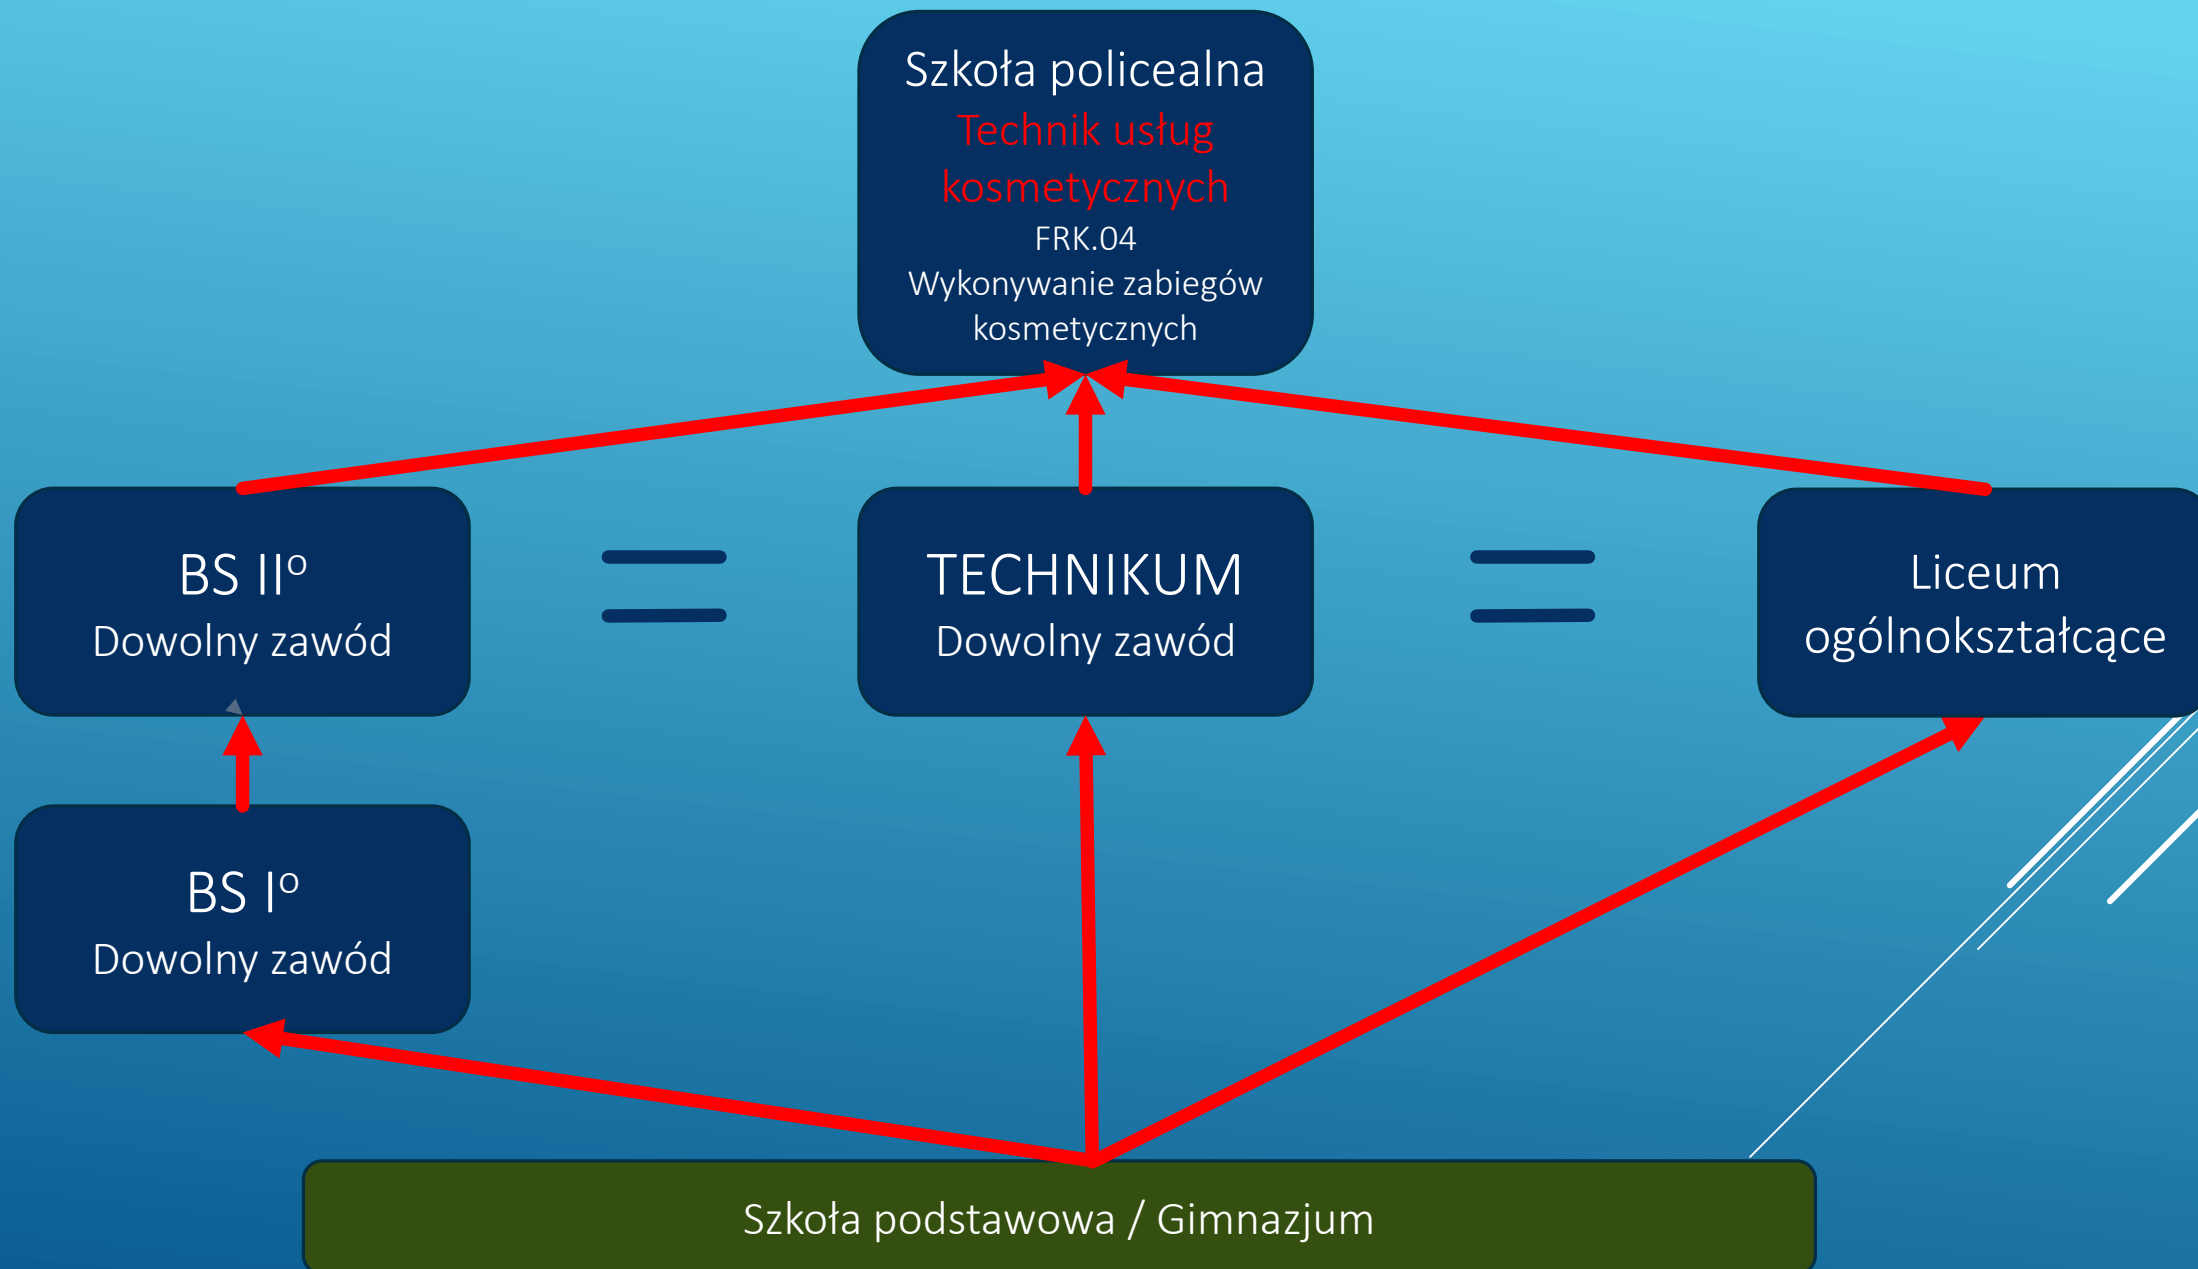 Szkoła policealna
Technik usług
kosmetycznych
FRK.04
Wykonywanie zabiegów
kosmetycznych
BS IIº
Dowolny zawód
TECHNIKUM
Dowolny zawód
Liceum
ogólnokształcące
BS Iº
Dowolny zawód
Szkoła podstawowa / Gimnazjum